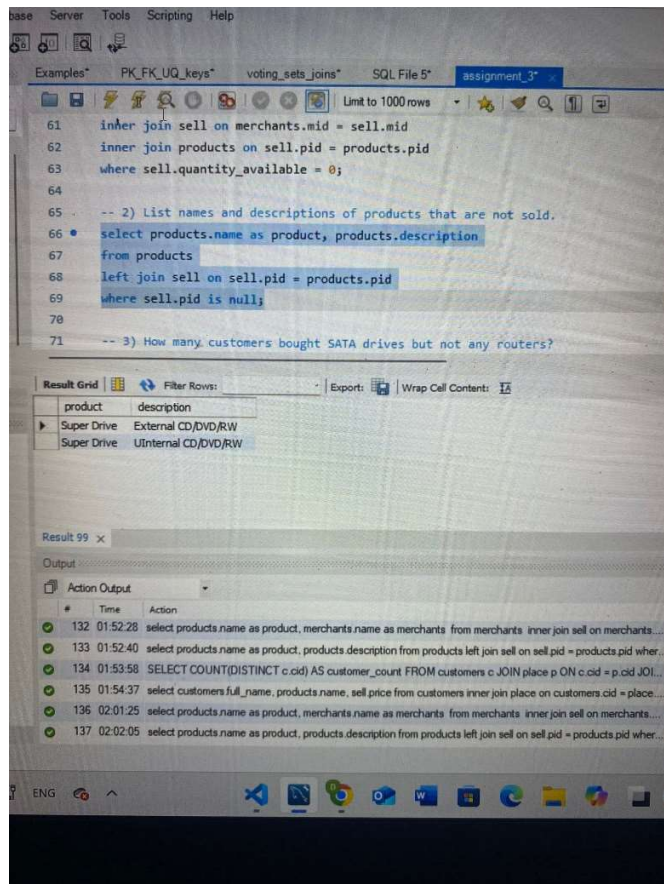 base Server Tools Scripting Help
Examples* PK_FK_UQ_keys* voting_sets_joins* SQL File 5* assignment_3* ×
Limit to 1000 rows
61 inner join sell on merchants.mid = sell.mid
62 inner join products on sell.pid = products.pid
63 where sell.quantity_available = 0;
64
65 -- 2) List names and descriptions of products that are not sold.
66 select products.name as product, products.description
67 from products
68 left join sell on sell.pid = products.pid
69 where sell.pid is null;
70
71 -- 3) How many customers bought SATA drives but not any routers?
Result Grid Filter Rows: Export: Wrap Cell Content: IA
product description
Super Drive External CD/DVD/RW
Super Drive UInternal CD/DVD/RW
Result 99 ×
Output
Action Output
# Time Action
132 01:52:28 select products.name as product, merchants.name as merchants from merchants inner join sell on merchants....
133 01:52:40 select products.name as product, products.description from products left join sell on sell.pid = products.pid wher...
134 01:53:58 SELECT COUNT(DISTINCT c.cid) AS customer_count FROM customers c JOIN place p ON c.cid = p.cid JOI...
135 01:54:37 select customers.full_name, products.name, sell.price from customers inner join place on customers.cid = place...
136 02:01:25 select products.name as product, merchants.name as merchants from merchants inner join sell on merchants....
137 02:02:05 select products.name as product, products.description from products left join sell on sell.pid = products.pid wher...
ENG